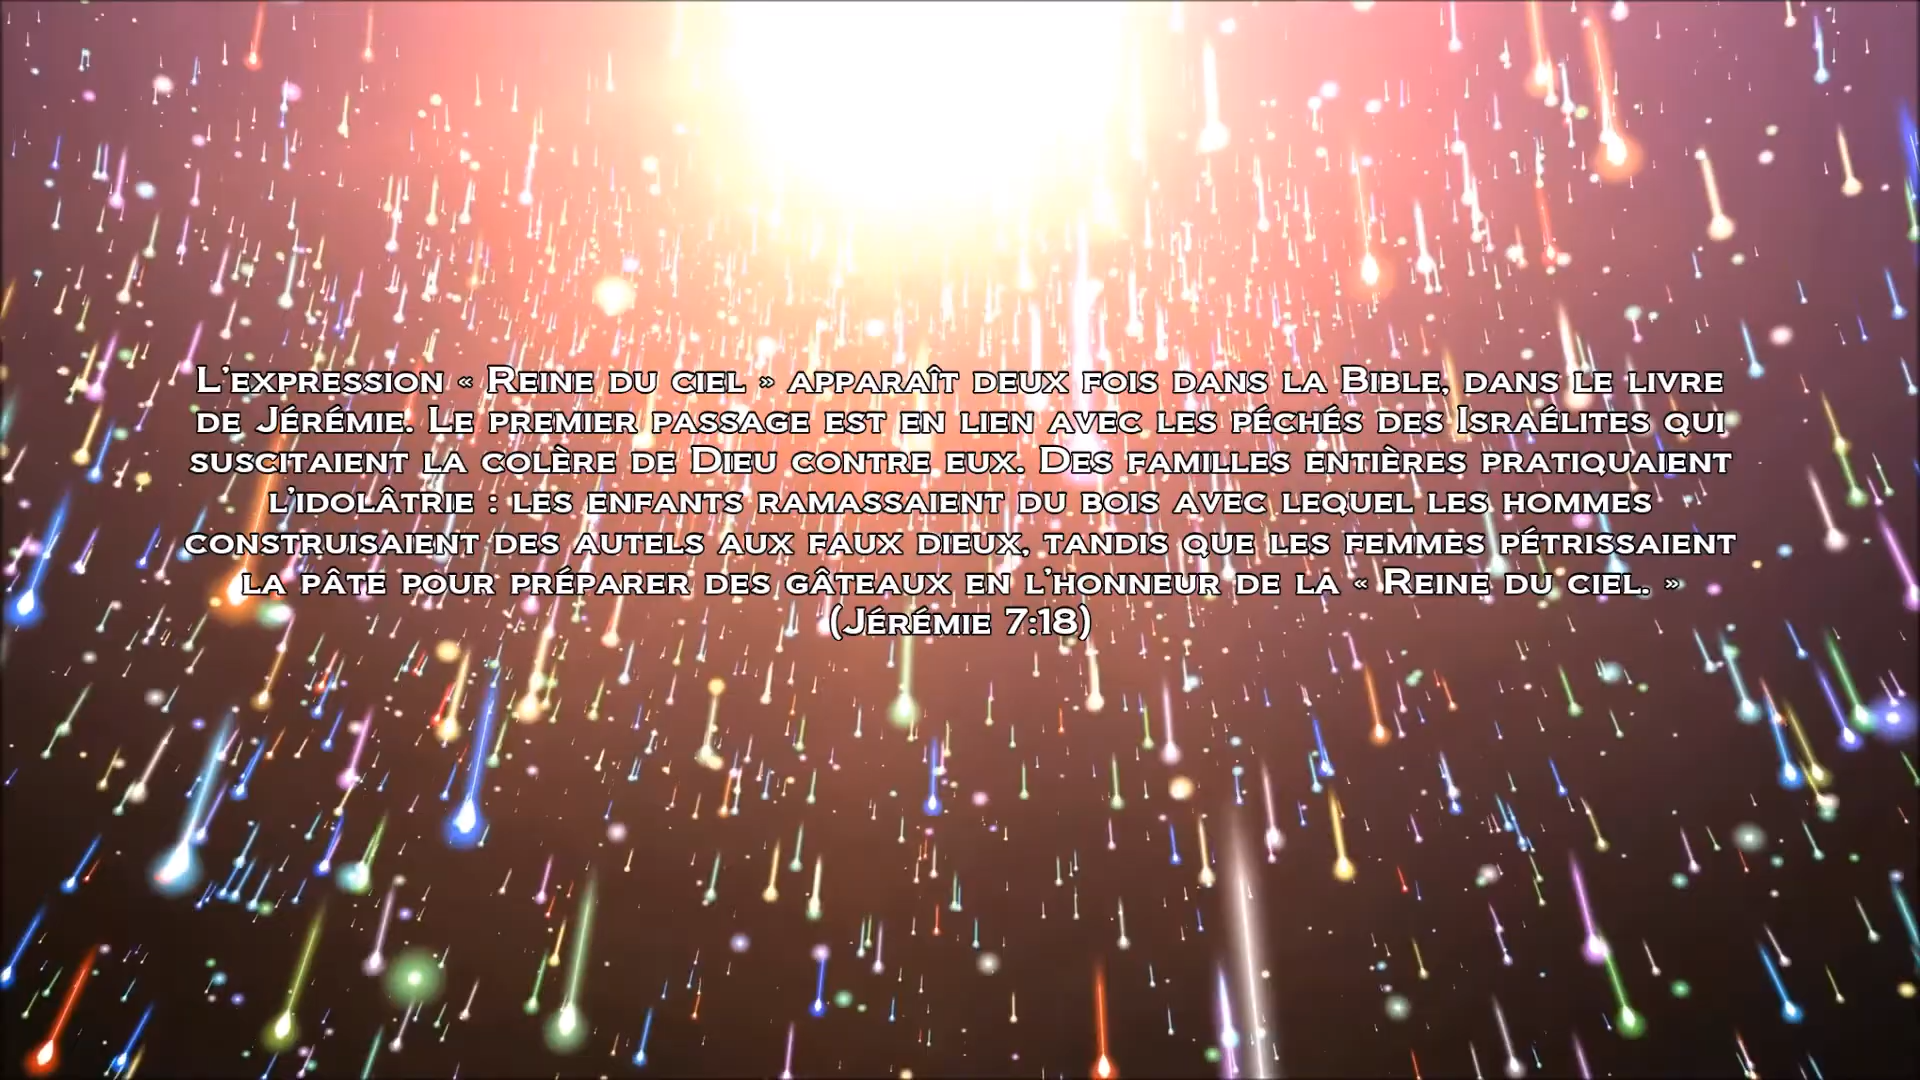 L'expression « Reine du ciel » apparaît deux fois dans la Bible, dans le livre
de Jérémie. Le premier passage est en lien avec les péchés des Israélites qui
suscitaient la colère de Dieu contre eux. Des familles entières pratiquaient
l'idolâtrie : les enfants ramassaient du bois avec lequel les hommes
construisaient des autels aux faux dieux, tandis que les femmes pétrissaient
la pâte pour préparer des gâteaux en l'honneur de la « Reine du ciel. »
(Jérémie 7:18)